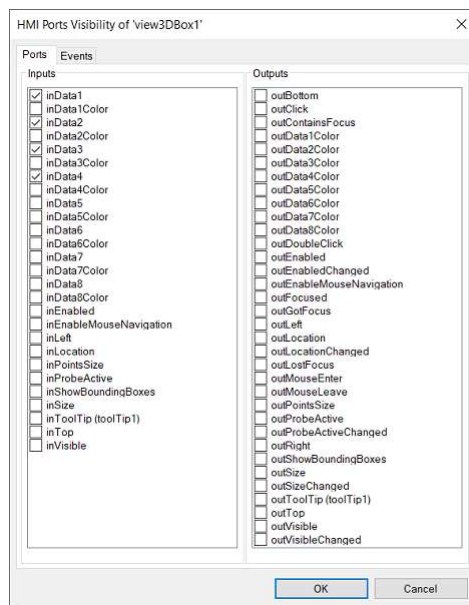 HMI Ports Visibility of 'view3DBox1'
Ports Events
Inputs
inData1
inData1Color
inData2
inData2Color
inData3
inData3Color
inData4
inData4Color
inData5
inData5Color
inData6
inData6Color
inData7
inData7Color
inData8
inData8Color
inEnabled
inEnableMouseNavigation
inLeft
inLocation
inPointsSize
inProbeActive
inShowBoundingBoxes
inSize
inToolTip (toolTip1)
inTop
inVisible
Outputs
outBottom
outClick
outContainsFocus
outData1Color
outData2Color
outData3Color
outData4Color
outData5Color
outData6Color
outData7Color
outData8Color
outDoubleClick
outEnabled
outEnabledChanged
outEnableMouseNavigation
outFocused
outGotFocus
outLeft
outLocation
outLocationChanged
outLostFocus
outMouseEnter
outMouseLeave
outPointsSize
outProbeActive
outProbeActiveChanged
outRight
outShowBoundingBoxes
outSize
outSizeChanged
outToolTip (toolTip1)
outTop
outVisible
outVisibleChanged
OK Cancel